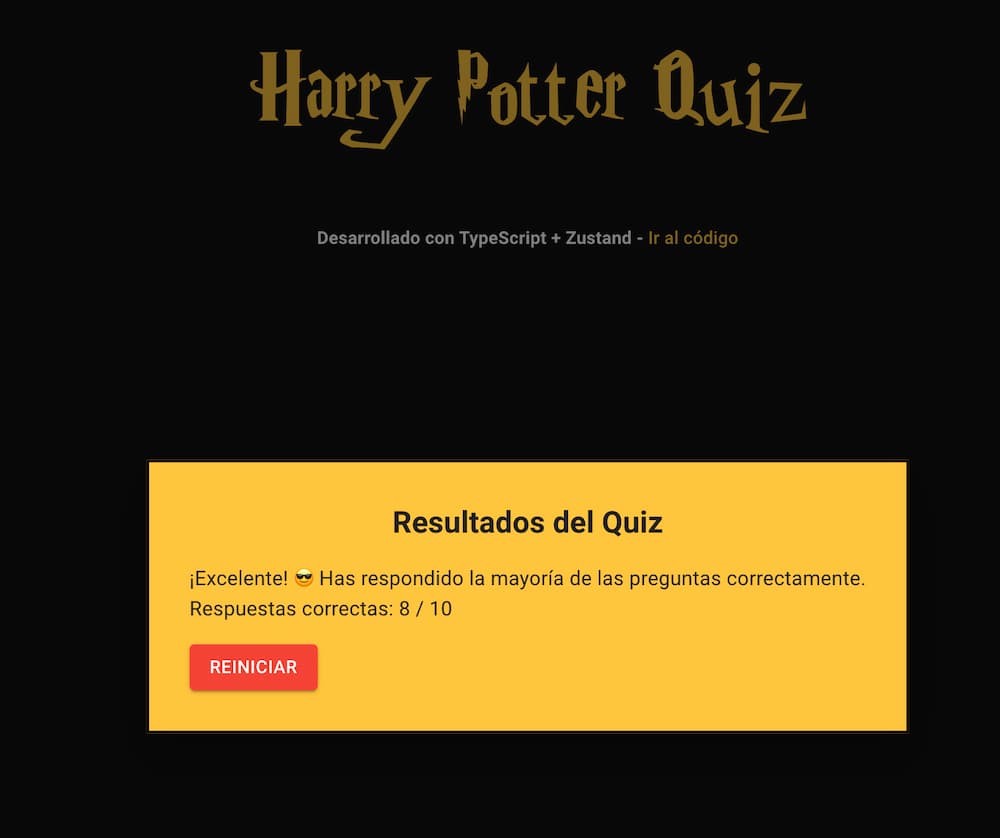 Harry Potter Quiz
Desarrollado con TypeScript + Zustand - Ir al código
Resultados del Quiz
¡Excelente! 😎 Has respondido la mayoría de las preguntas correctamente.
Respuestas correctas: 8 / 10
REINICIAR